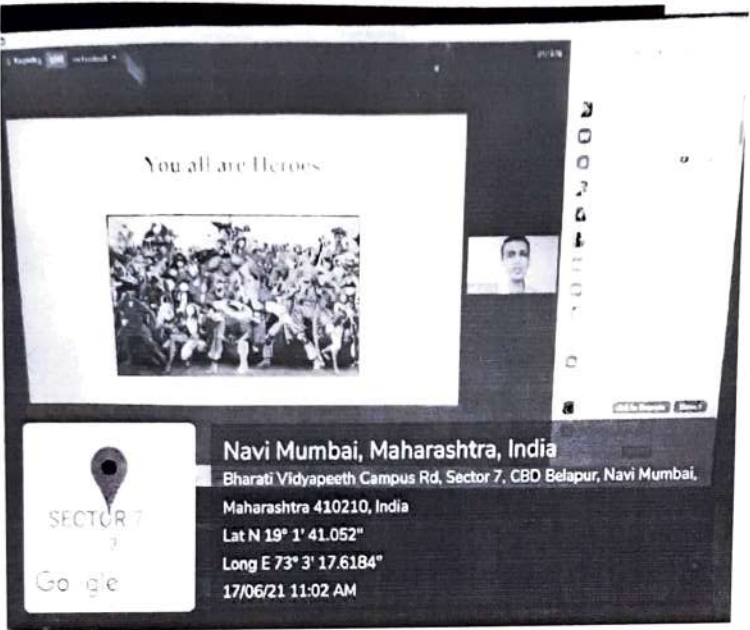 You all are Heroes
Navi Mumbai, Maharashtra, India
Bharati Vidyapeeth Campus Rd, Sector 7, CBD Belapur, Navi Mumbai,
Maharashtra 410210, India
Lat N 19° 1' 41.052"
Long E 73° 3' 17.6184"
17/06/21 11:02 AM
SECTOR 7
Google